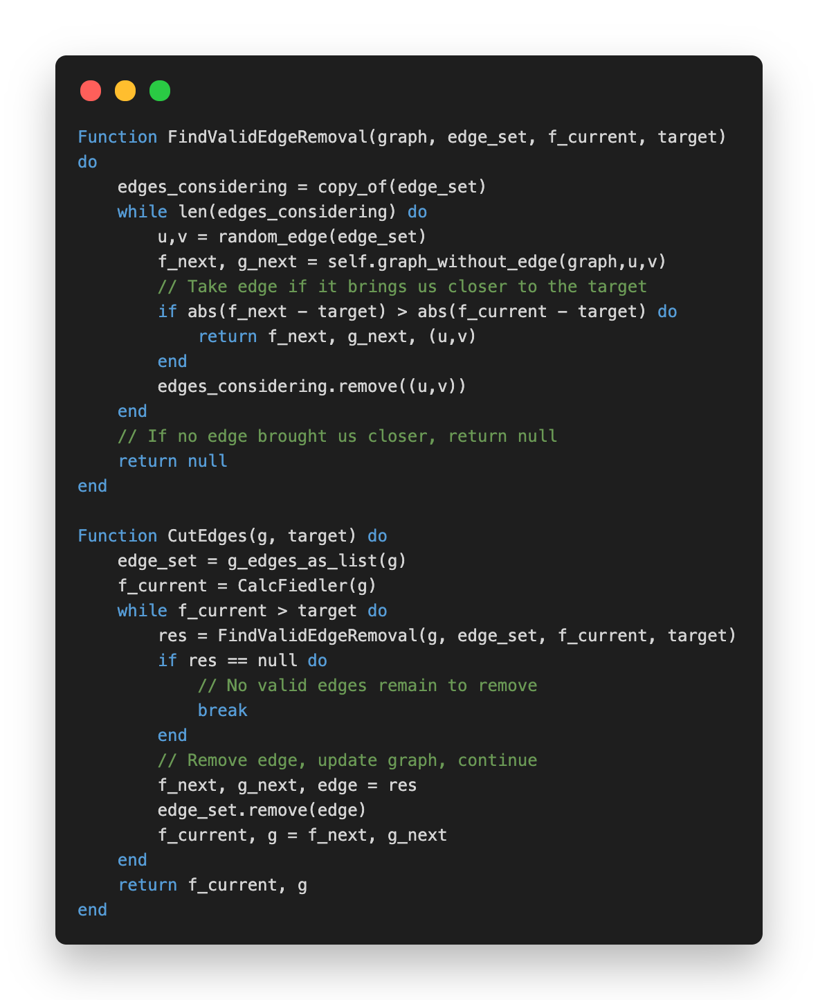 Function FindValidEdgeRemoval(graph, edge_set, f_current, target)
do
    edges_considering = copy_of(edge_set)
    while len(edges_considering) do
        u,v = random_edge(edge_set)
        f_next, g_next = self.graph_without_edge(graph,u,v)
        // Take edge if it brings us closer to the target
        if abs(f_next − target) > abs(f_current − target) do
            return f_next, g_next, (u,v)
        end
        edges_considering.remove((u,v))
    end
    // If no edge brought us closer, return null
    return null
end

Function CutEdges(g, target) do
    edge_set = g_edges_as_list(g)
    f_current = CalcFiedler(g)
    while f_current > target do
        res = FindValidEdgeRemoval(g, edge_set, f_current, target)
        if res == null do
            // No valid edges remain to remove
            break
        end
        // Remove edge, update graph, continue
        f_next, g_next, edge = res
        edge_set.remove(edge)
        f_current, g = f_next, g_next
    end
    return f_current, g
end